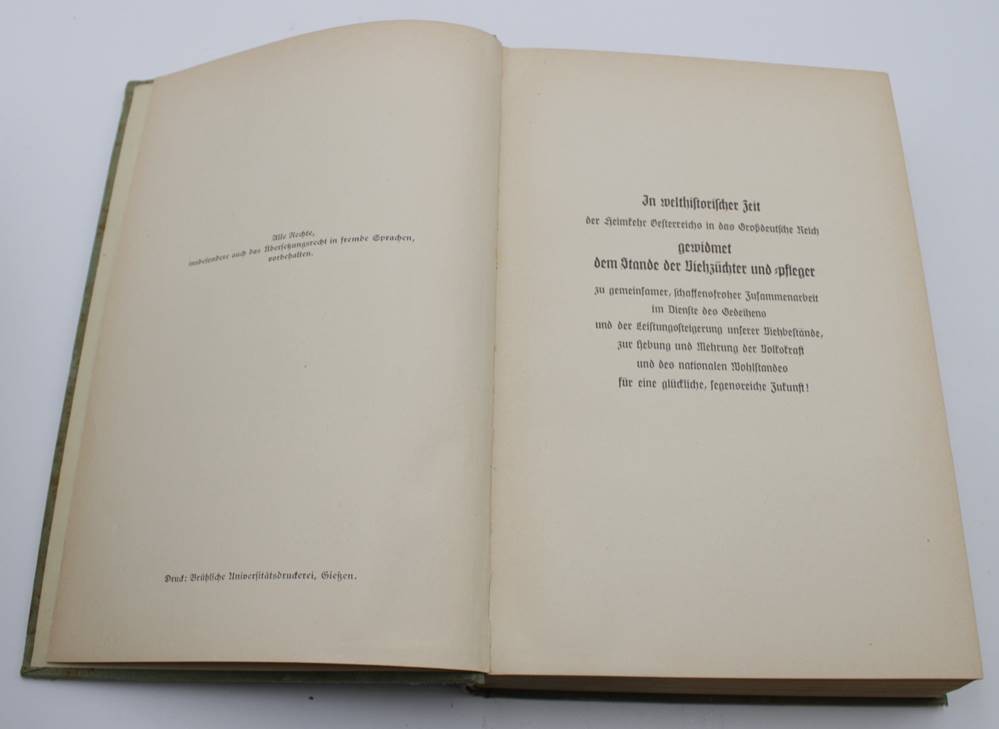 Alle Rechte,
insbesondere auch das Übersetzungsrecht in fremde Sprachen,
vorbehalten.
Druck: Brühlsche Universitätsdruckerei, Gießen.
In welthistorischer Zeit
der Heimkehr Oesterreichs in das Großdeutsche Reich
gewidmet
dem Stande der Viehzüchter und -pfleger
zu gemeinsamer, schaffensfroher Zusammenarbeit
im Dienste des Gedeihens
und der Leistungssteigerung unserer Viehbestände,
zur Hebung und Mehrung der Volkskraft
und des nationalen Wohlstandes
für eine glückliche, segensreiche Zukunft!